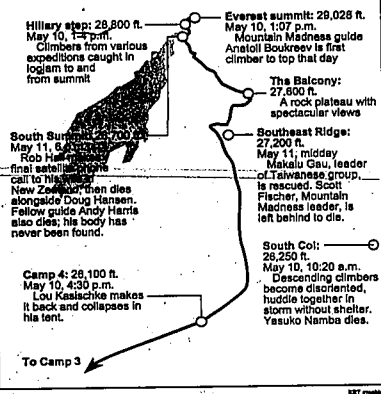 Hillary step: 28,800 ft.
May 10, 1-4 p.m.
Climbers from various
expeditions caught in
logjam to and
from summit
Everest summit: 29,028 ft.
May 10, 1:07 p.m.
Mountain Madness guide
Anatoli Boukreev is first
climber to top that day
The Balcony:
27,600 ft.
A rock plateau with
spectacular views
South Summit: 28,700 ft.
May 11, 6 p.m.
Rob Hall
final satellite phone
call to his wife in
New Zealand, then dies
alongside Doug Hansen.
Fellow guide Andy Harris
also dies; his body has
never been found.
Southeast Ridge:
27,200 ft.
May 11; midday
Makalu Gau, leader
of Taiwanese group,
is rescued. Scott
Fischer, Mountain
Madness leader, is
left behind to die.
South Col:
26,250 ft.
May 10, 10:20 a.m.
Descending climbers
become disoriented,
huddle together in
storm without shelter.
Yasuko Namba dies.
Camp 4: 26,100 ft.
May 10, 4:30 p.m.
Lou Kasischke makes
it back and collapses in
his tent.
To Camp 3